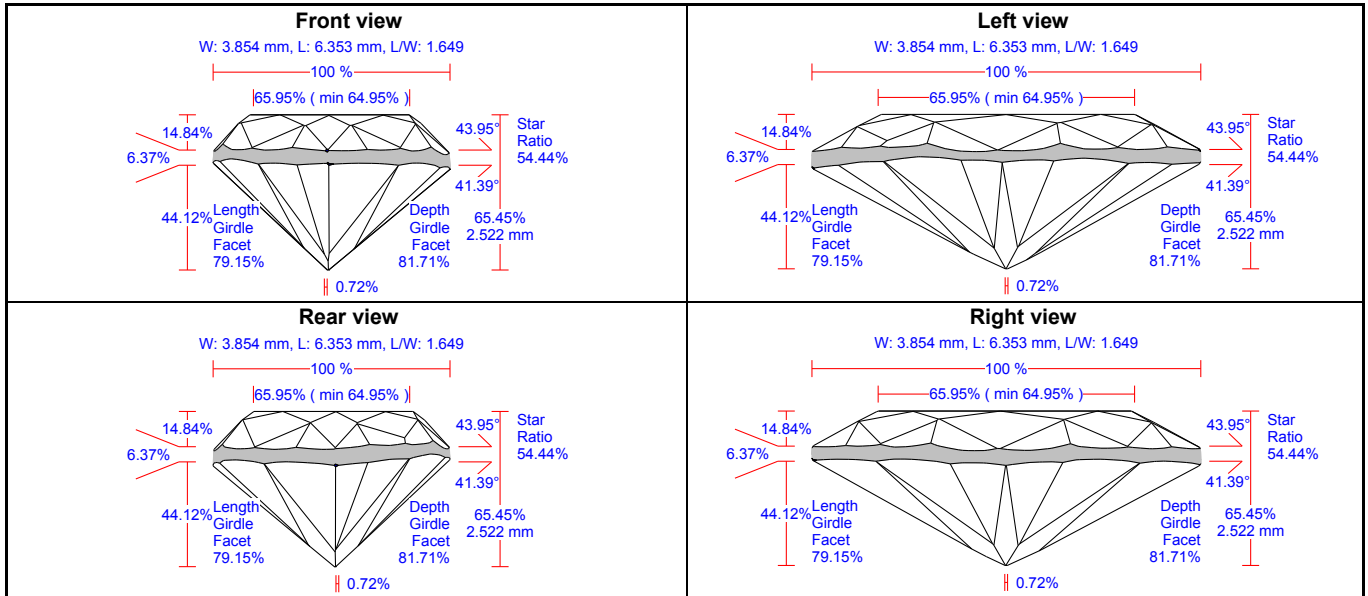 Front view
W: 3.854 mm, L: 6.353 mm, L/W: 1.649
100 %
65.95% ( min 64.95% )
14.84%
43.95°
Star
Ratio
54.44%
6.37%
41.39°
44.12%
Length
Girdle
Facet
79.15%
Depth
Girdle
Facet
81.71%
65.45%
2.522 mm
0.72%
Left view
W: 3.854 mm, L: 6.353 mm, L/W: 1.649
100 %
65.95% ( min 64.95% )
14.84%
43.95°
Star
Ratio
54.44%
6.37%
41.39°
44.12%
Length
Girdle
Facet
79.15%
Depth
Girdle
Facet
81.71%
65.45%
2.522 mm
0.72%
Rear view
W: 3.854 mm, L: 6.353 mm, L/W: 1.649
100 %
65.95% ( min 64.95% )
14.84%
43.95°
Star
Ratio
54.44%
6.37%
41.39°
44.12%
Length
Girdle
Facet
79.15%
Depth
Girdle
Facet
81.71%
65.45%
2.522 mm
0.72%
Right view
W: 3.854 mm, L: 6.353 mm, L/W: 1.649
100 %
65.95% ( min 64.95% )
14.84%
43.95°
Star
Ratio
54.44%
6.37%
41.39°
44.12%
Length
Girdle
Facet
79.15%
Depth
Girdle
Facet
81.71%
65.45%
2.522 mm
0.72%